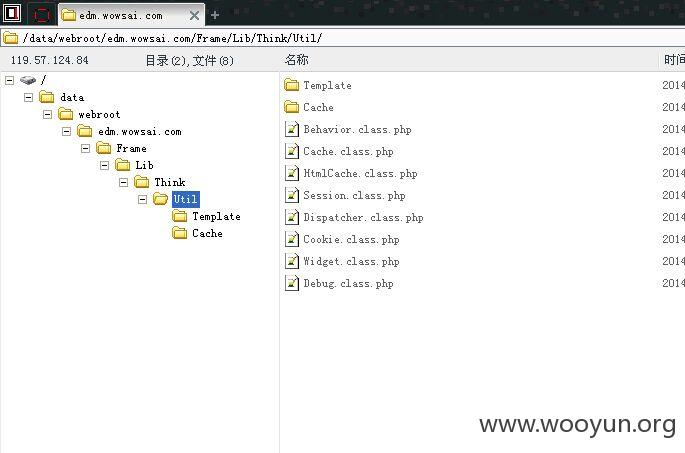 edm.wowsai.com
/data/webroot/edm.wowsai.com/Frame/Lib/Think/Util/
119.57.124.84 目录(2),文件(8) 名称 时间
/
data
webroot
edm.wowsai.com
Frame
Lib
Think
Util
Template
Cache
Template 2014
Cache 2014
Behavior.class.php 2014
Cache.class.php 2014
HtmlCache.class.php 2014
Session.class.php 2014
Dispatcher.class.php 2014
Cookie.class.php 2014
Widget.class.php 2014
Debug.class.php 2014
www.wooyun.org